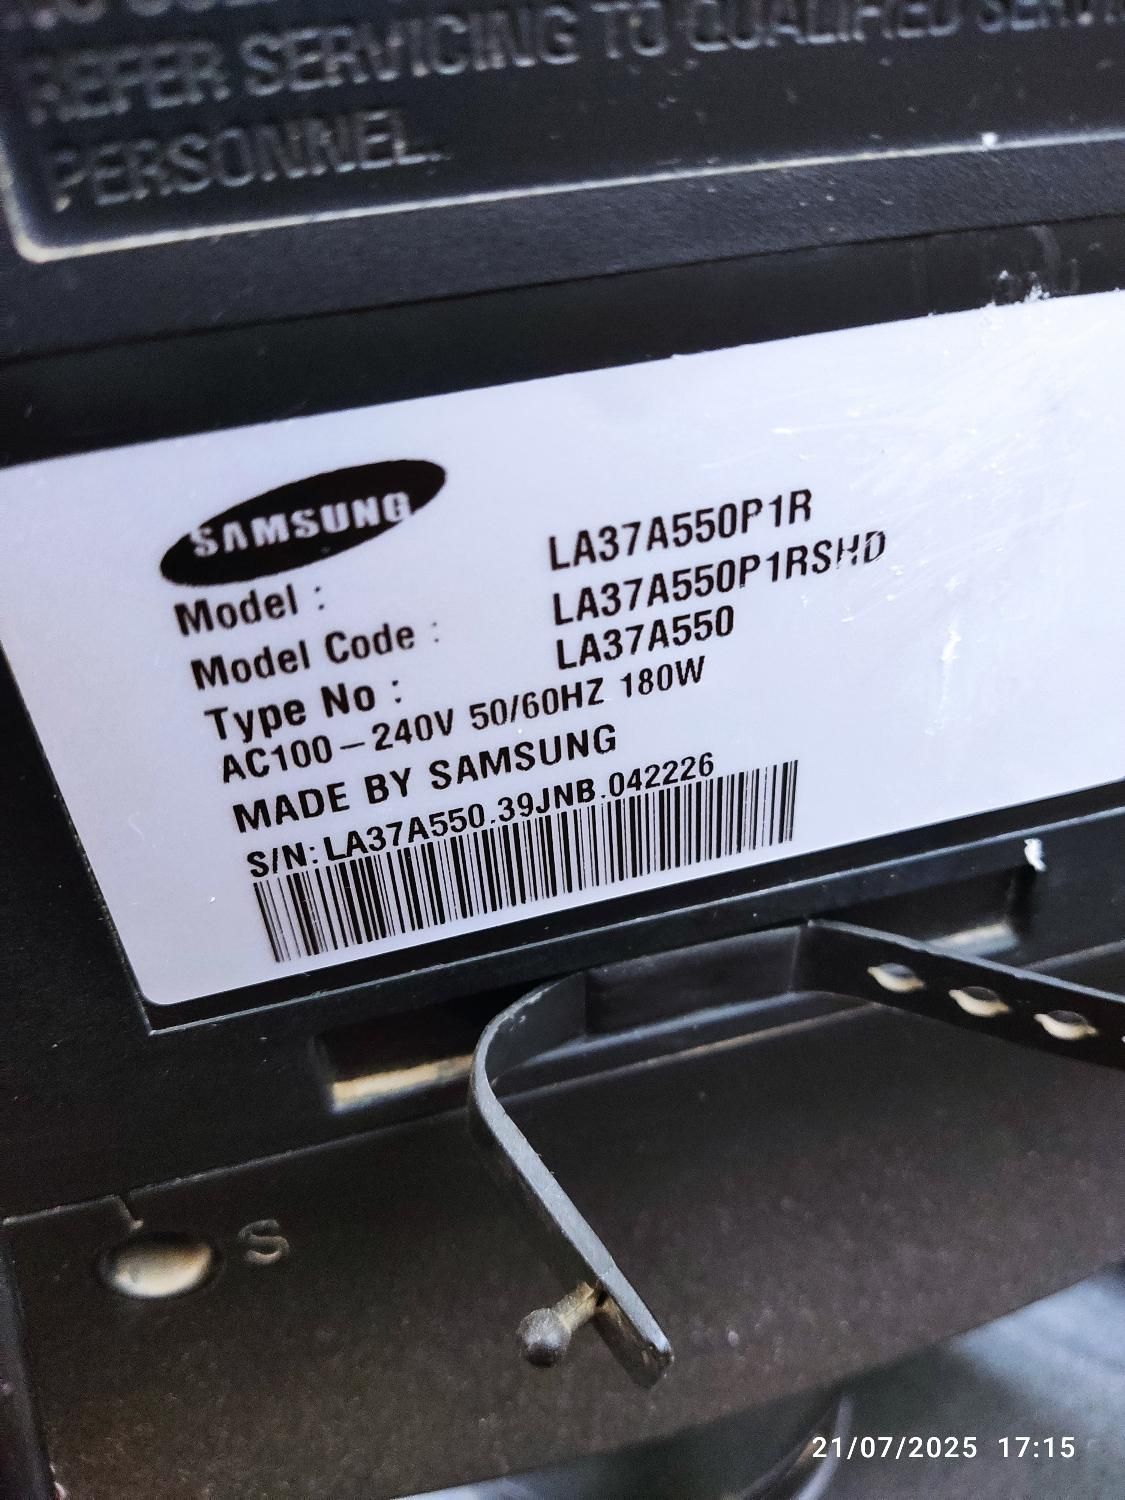 REFER SERVICING TO QUALIFIED
PERSONNEL.
SAMSUNG
Model : LA37A550P1R
Model Code : LA37A550P1RSHD
Type No : LA37A550
AC100-240V 50/60HZ 180W
MADE BY SAMSUNG
S/N: LA37A550.39JNB.042226
S
21/07/2025 17:15